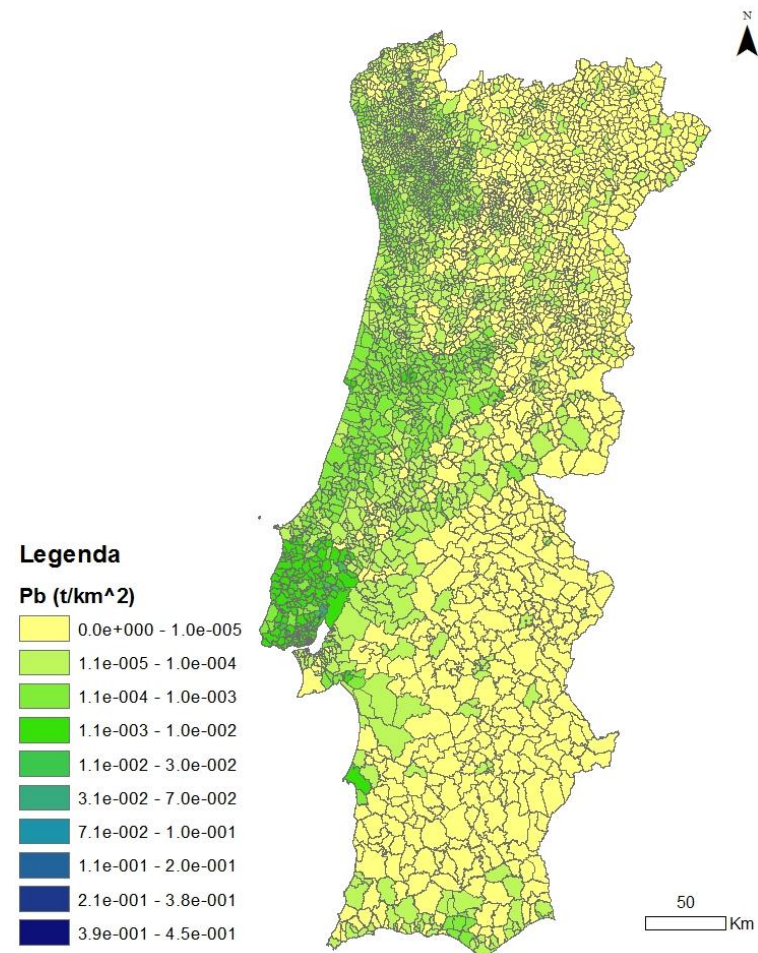 N
Legenda
Pb (t/km^2)
0.0e+000 - 1.0e-005
1.1e-005 - 1.0e-004
1.1e-004 - 1.0e-003
1.1e-003 - 1.0e-002
1.1e-002 - 3.0e-002
3.1e-002 - 7.0e-002
7.1e-002 - 1.0e-001
1.1e-001 - 2.0e-001
2.1e-001 - 3.8e-001
3.9e-001 - 4.5e-001
50
Km